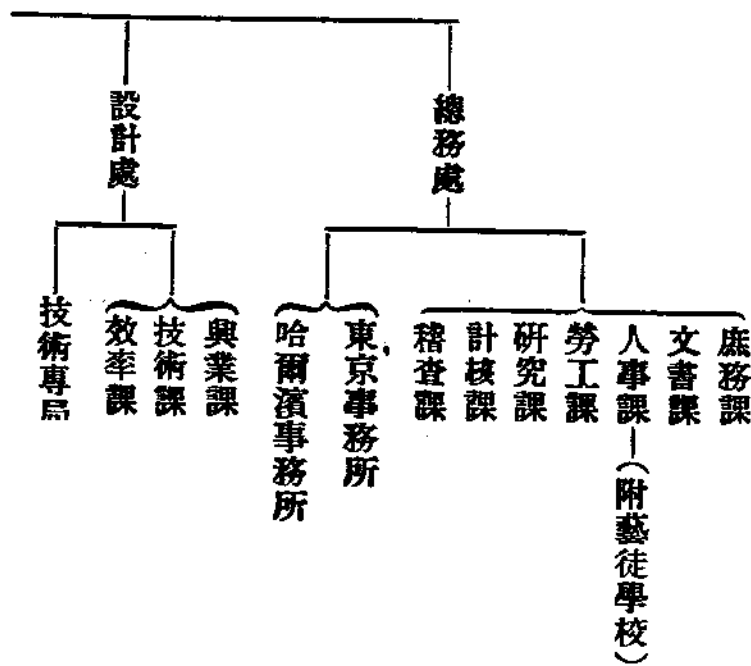 總務處
庶務課
文書課
人事課—(附藝徒學校)
勞工課
研究課
計核課
稽查課
東京事務所
哈爾濱事務所
設計處
興業課
技術課
效率課
技術專局